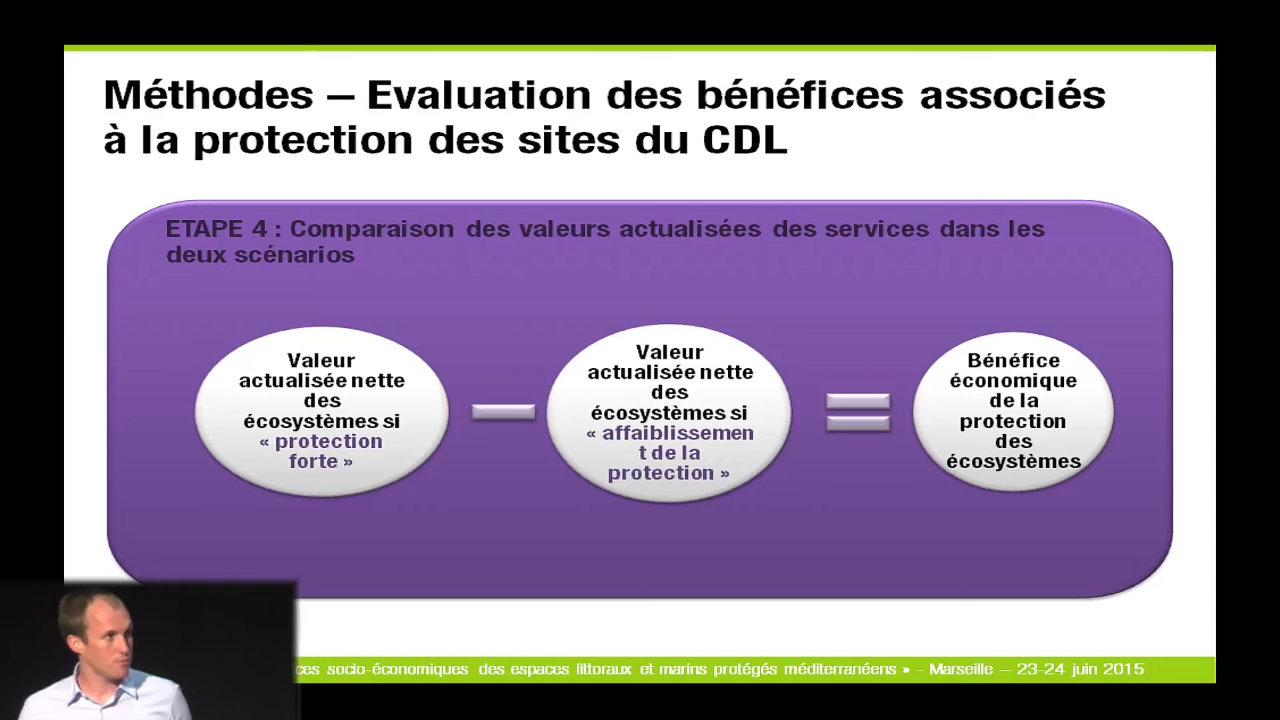 Méthodes – Evaluation des bénéfices associés
à la protection des sites du CDL
ETAPE 4 : Comparaison des valeurs actualisées des services dans les
deux scénarios
Valeur
actualisée nette
des
écosystèmes si
« protection
forte »
Valeur
actualisée nette
des
écosystèmes si
« affaiblissemen
t de la
protection »
Bénéfice
économique
de la
protection
des
écosystèmes
socio-économiques des espaces littoraux et marins protégés méditerranéens » - Marseille – 23-24 juin 2015